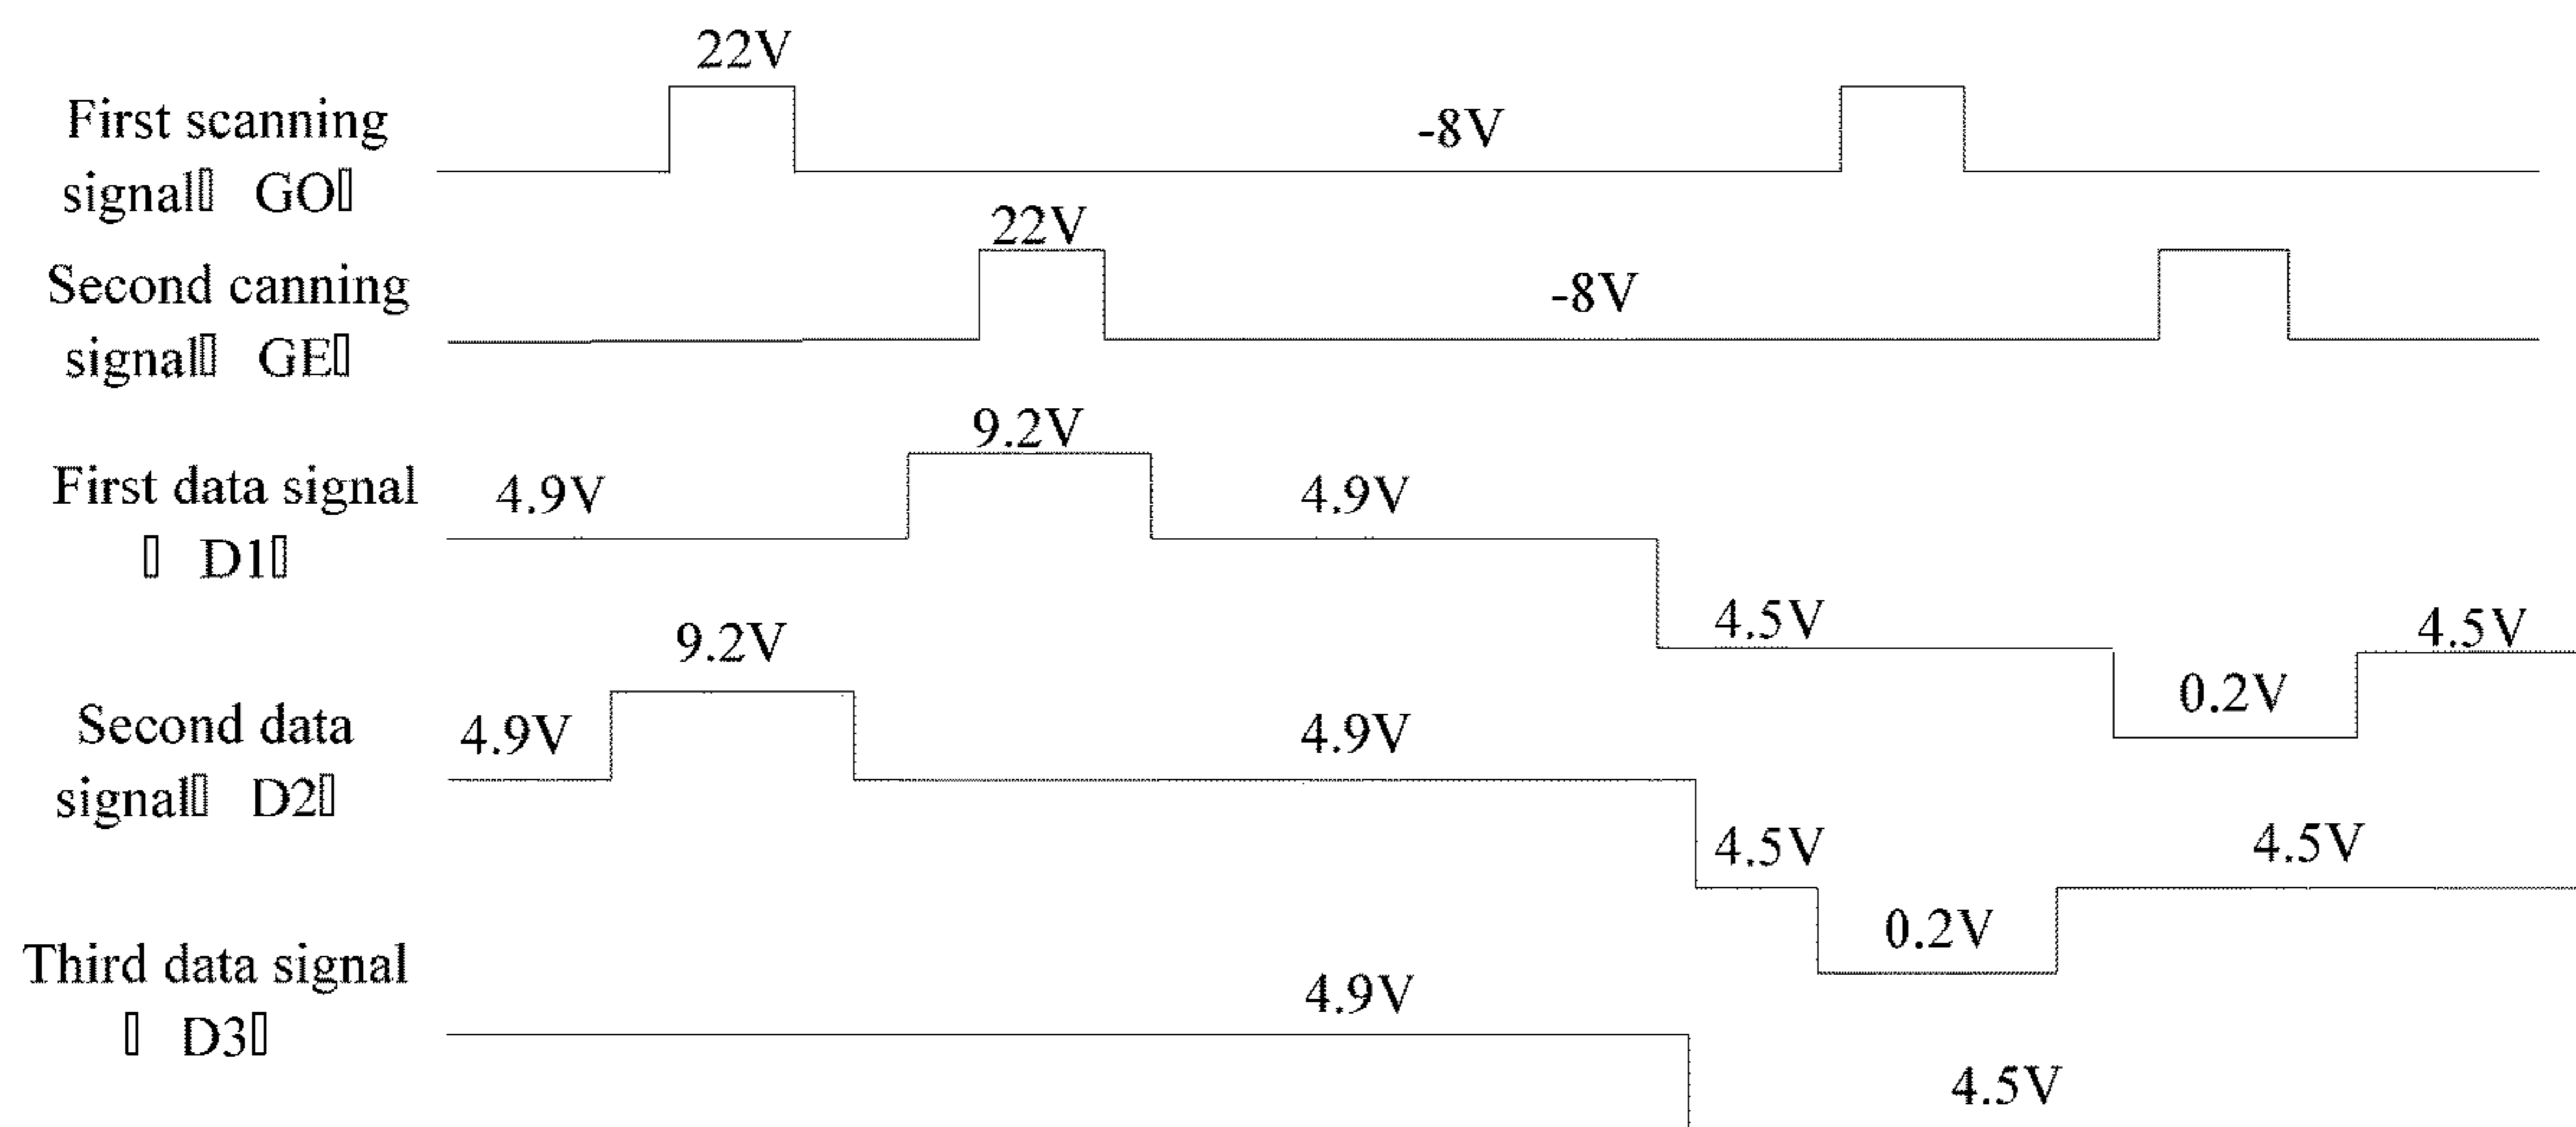 22V
First scanning
signal▯ GO▯
-8V
22V
Second canning
signal▯ GE▯
-8V
9.2V
First data signal
▯ D1▯
4.9V
4.9V
4.5V
4.5V
0.2V
9.2V
Second data
signal▯ D2▯
4.9V
4.9V
4.5V
4.5V
0.2V
Third data signal
▯ D3▯
4.9V
4.5V